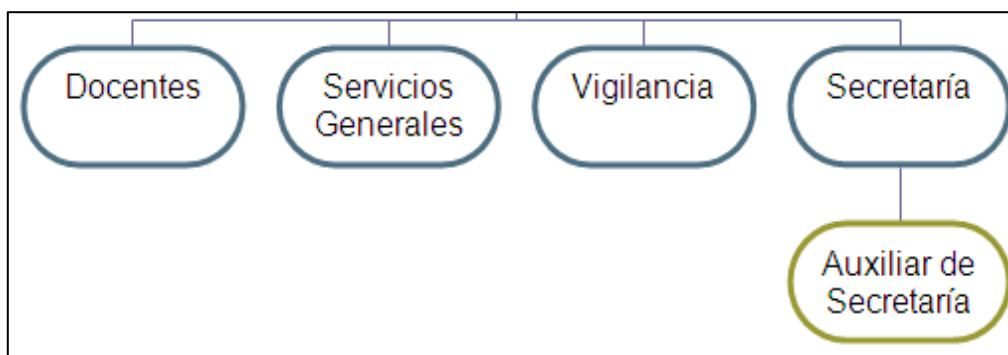 Docentes
Servicios
Generales
Vigilancia
Secretaría
Auxiliar de
Secretaría